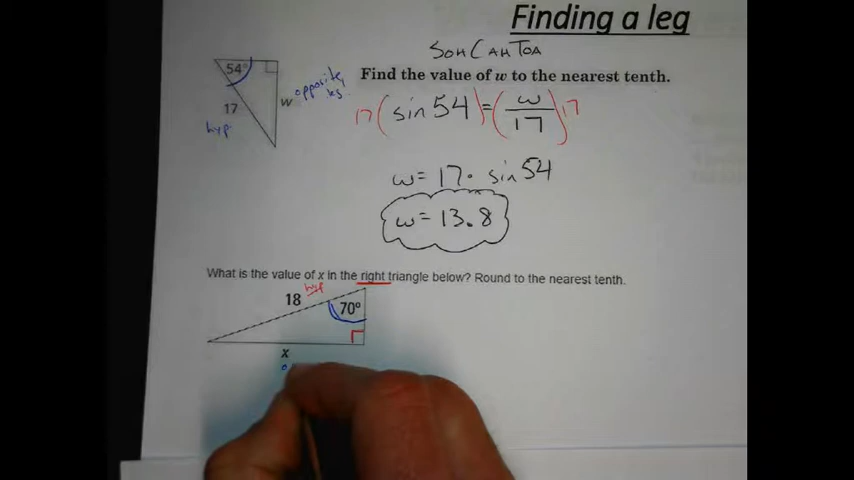 Finding a leg
SOH CAH TOA
54°
Find the value of w to the nearest tenth.
opposite
w
leg
17
hyp
17 ( sin 54 ) = ( w/17 ) 17
w = 17 · sin 54
w = 13.8
What is the value of x in the right triangle below? Round to the nearest tenth.
hyp
18
70°
x
o